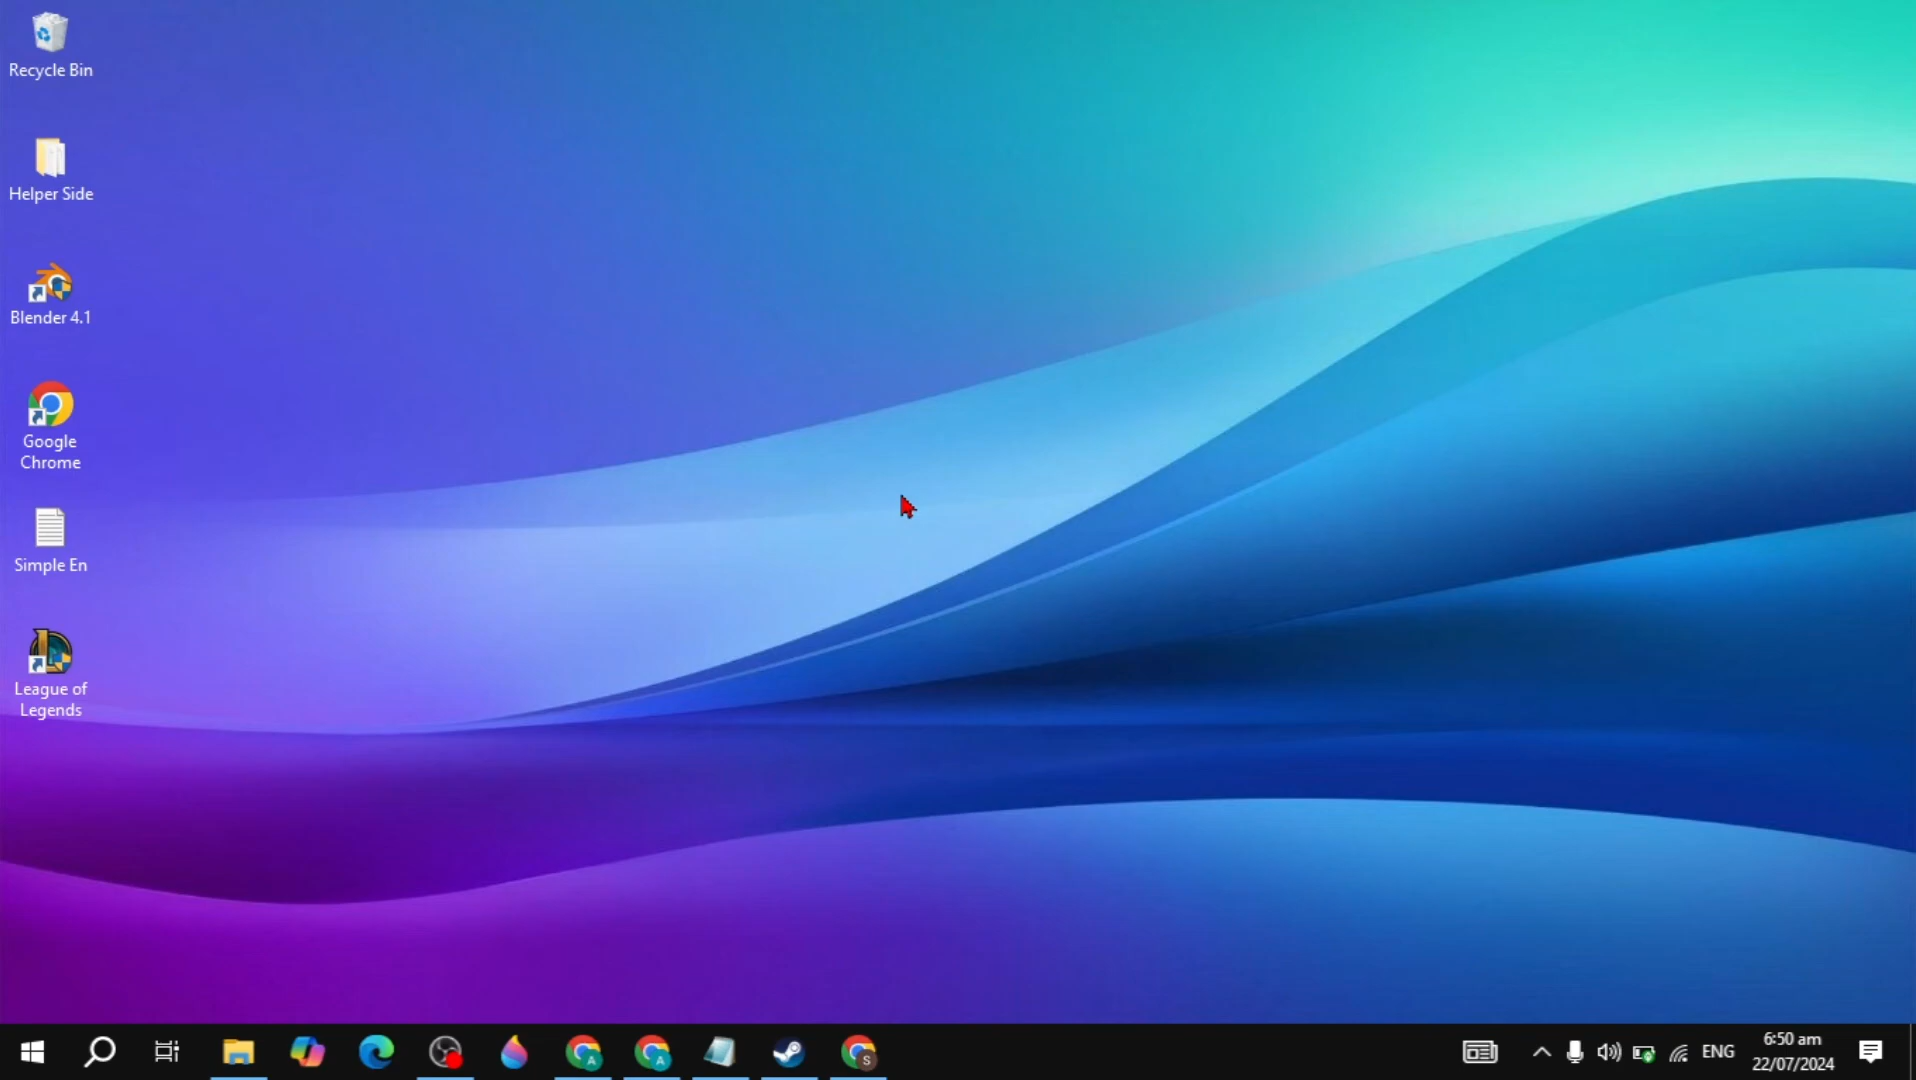 Recycle Bin
Helper Side
Blender 4.1
Google
Chrome
Simple En
League of
Legends
A
A
S
ENG
6:50 am
22/07/2024